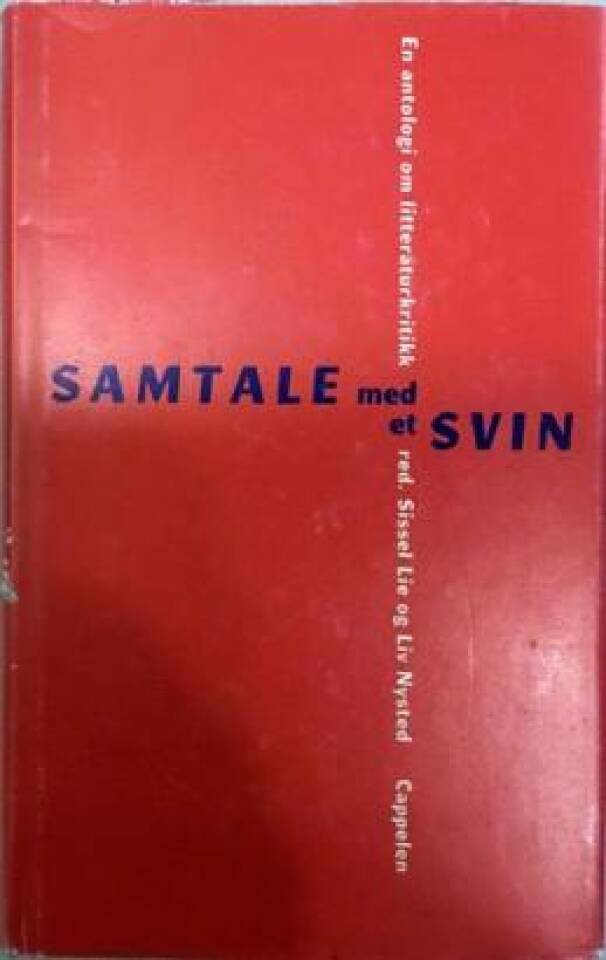 SAMTALE med
et SVIN
En antologi om litteraturkritikk
red. Sissel Lie og Liv Nysted
Cappelen